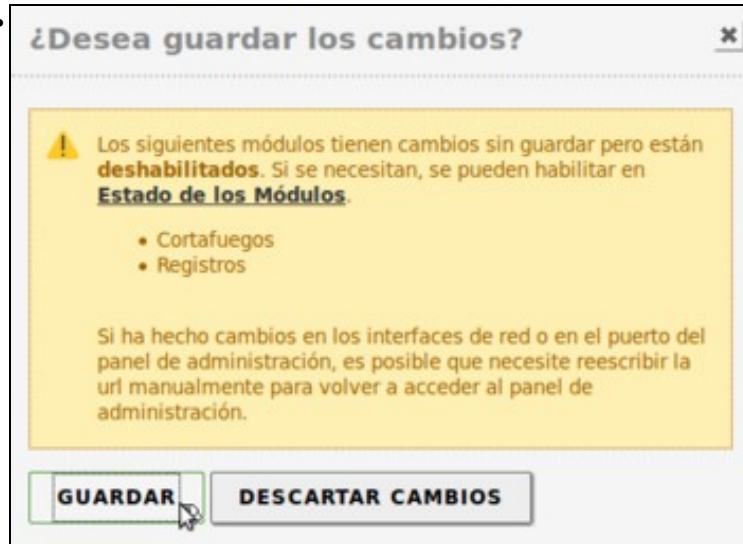 ¿Desea guardar los cambios?
Los siguientes módulos tienen cambios sin guardar pero están
deshabilitados. Si se necesitan, se pueden habilitar en
Estado de los Módulos.
• Cortafuegos
• Registros
Si ha hecho cambios en los interfaces de red o en el puerto del
panel de administración, es posible que necesite reescribir la
url manualmente para volver a acceder al panel de
administración.
GUARDAR
DESCARTAR CAMBIOS